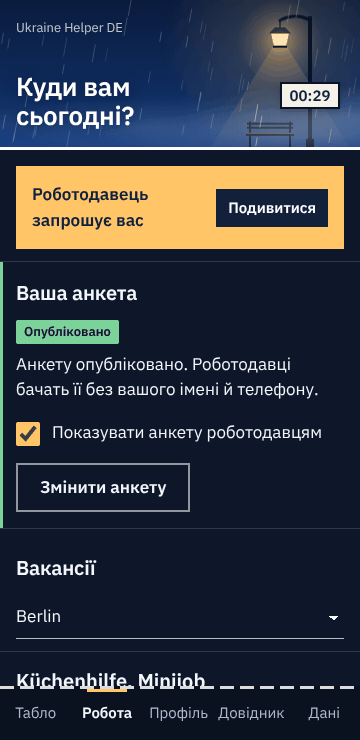 Ukraine Helper DE
Куди вам
сьогодні?
00:29
Роботодавець
запрошує вас
Подивитися
Ваша анкета
Опубліковано
Анкету опубліковано. Роботодавці
бачать її без вашого імені й телефону.
Показувати анкету роботодавцям
Змінити анкету
Вакансії
Berlin
Küchenhilfe, Minijob
Табло
Робота
Профіль
Довідник
Дані